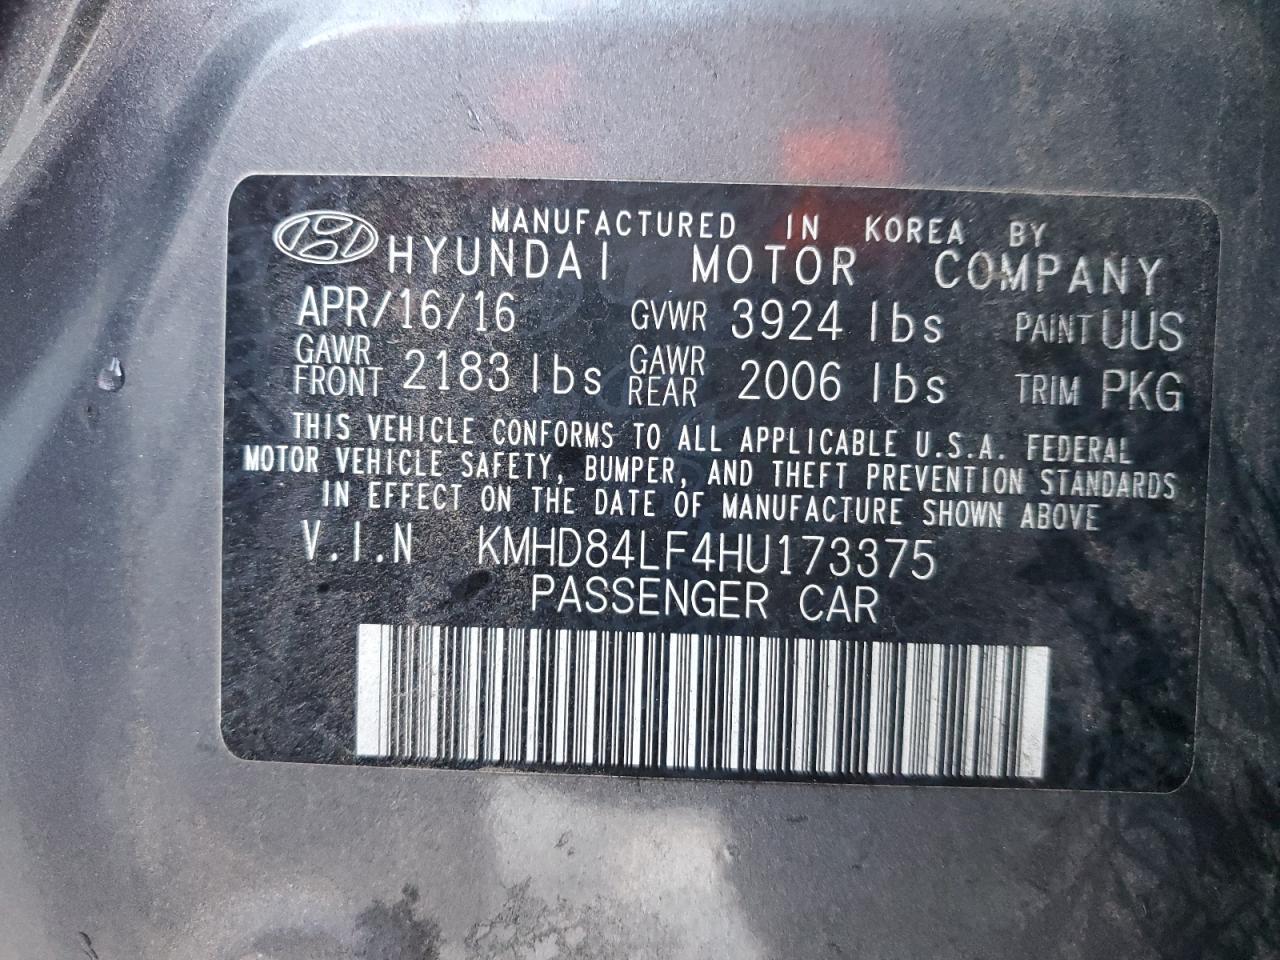 MANUFACTURED IN KOREA BY
HYUNDAI MOTOR COMPANY
APR/16/16 GVWR 3924 lbs PAINT UUS
GAWR FRONT 2183 lbs GAWR REAR 2006 lbs TRIM PKG
THIS VEHICLE CONFORMS TO ALL APPLICABLE U.S.A. FEDERAL
MOTOR VEHICLE SAFETY, BUMPER, AND THEFT PREVENTION STANDARDS
IN EFFECT ON THE DATE OF MANUFACTURE SHOWN ABOVE
V.I.N KMHD84LF4HU173375
PASSENGER CAR